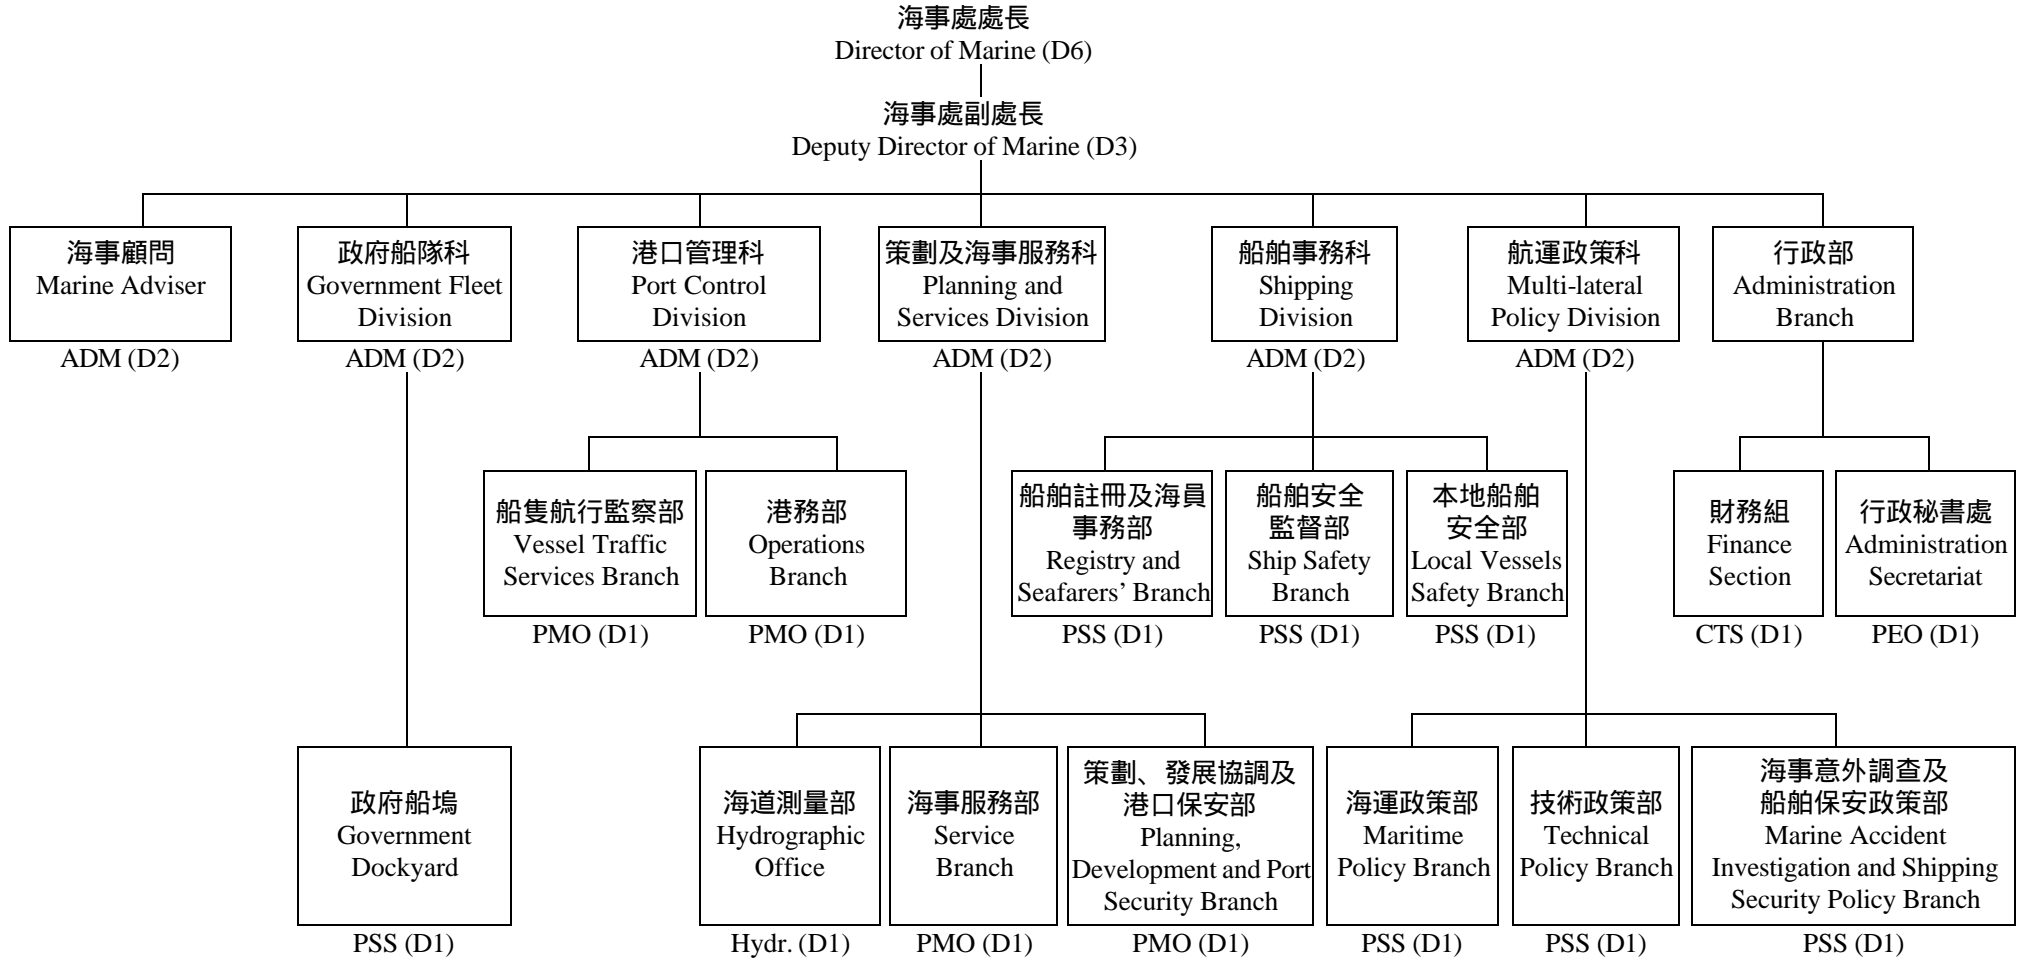 海事處處長
Director of Marine (D6)
海事處副處長
Deputy Director of Marine (D3)
海事顧問
Marine Adviser
ADM (D2)
政府船隊科
Government Fleet
Division
ADM (D2)
港口管理科
Port Control
Division
ADM (D2)
策劃及海事服務科
Planning and
Services Division
ADM (D2)
船舶事務科
Shipping
Division
ADM (D2)
航運政策科
Multi-lateral
Policy Division
ADM (D2)
行政部
Administration
Branch
船隻航行監察部
Vessel Traffic
Services Branch
PMO (D1)
港務部
Operations
Branch
PMO (D1)
船舶註冊及海員
事務部
Registry and
Seafarers’ Branch
PSS (D1)
船舶安全
監督部
Ship Safety
Branch
PSS (D1)
本地船舶
安全部
Local Vessels
Safety Branch
PSS (D1)
財務組
Finance
Section
CTS (D1)
行政秘書處
Administration
Secretariat
PEO (D1)
政府船塢
Government
Dockyard
PSS (D1)
海道測量部
Hydrographic
Office
Hydr. (D1)
海事服務部
Service
Branch
PMO (D1)
策劃、發展協調及
港口保安部
Planning,
Development and Port
Security Branch
PMO (D1)
海運政策部
Maritime
Policy Branch
PSS (D1)
技術政策部
Technical
Policy Branch
PSS (D1)
海事意外調查及
船舶保安政策部
Marine Accident
Investigation and Shipping
Security Policy Branch
PSS (D1)